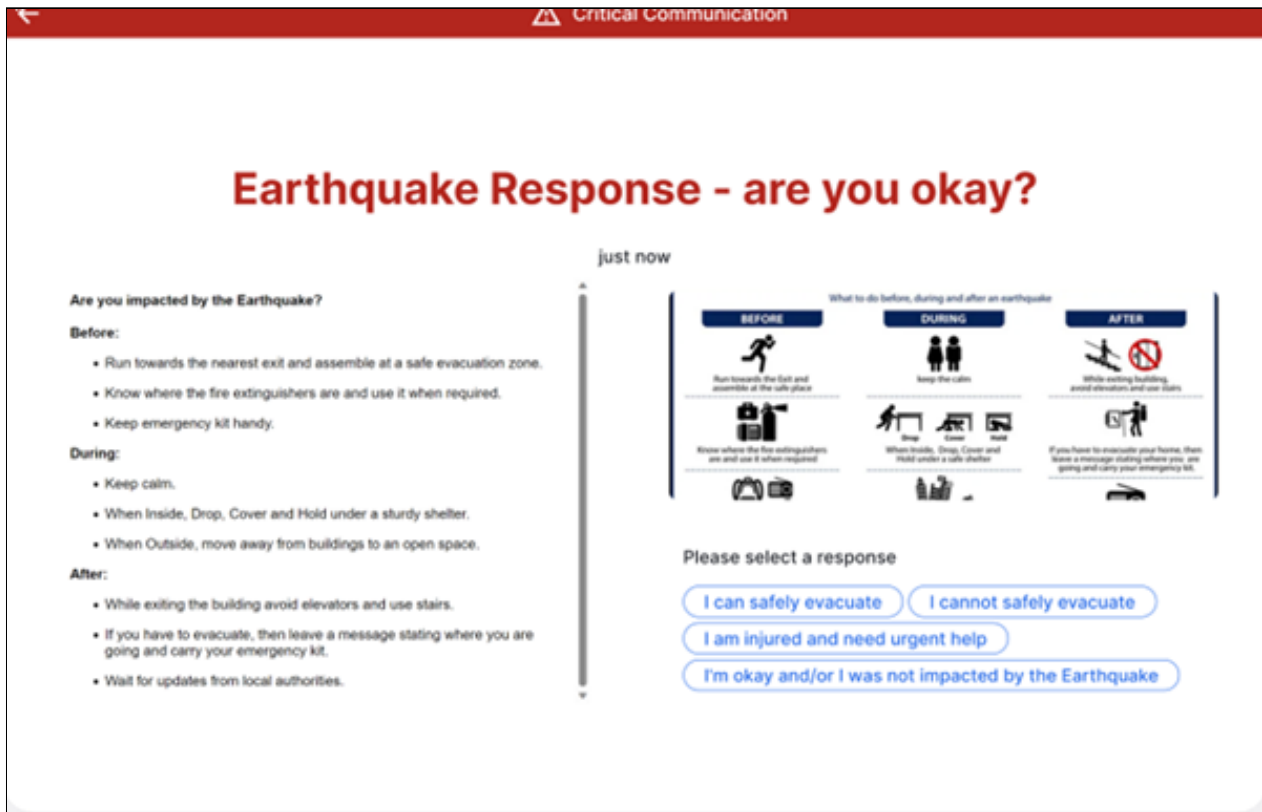 Critical Communication
Earthquake Response - are you okay?
just now
Are you impacted by the Earthquake?
Before:
• Run towards the nearest exit and assemble at a safe evacuation zone.
• Know where the fire extinguishers are and use it when required.
• Keep emergency kit handy.
During:
• Keep calm.
• When Inside, Drop, Cover and Hold under a sturdy shelter.
• When Outside, move away from buildings to an open space.
After:
• While exiting the building avoid elevators and use stairs.
• If you have to evacuate, then leave a message stating where you are
going and carry your emergency kit.
• Wait for updates from local authorities.
What to do before, during and after an earthquake
BEFORE
Run towards the Exit and
assemble at the safe place
Know where the fire extinguishers
are and use it when required
DURING
keep the calm
Drop Cover Hold
When Inside, Drop, Cover and
Hold under a safe shelter
AFTER
While exiting building,
avoid elevators and use stairs
If you have to evacuate your home, then
leave a message stating where you are
going and carry your emergency kit.
Please select a response
I can safely evacuate
I cannot safely evacuate
I am injured and need urgent help
I'm okay and/or I was not impacted by the Earthquake